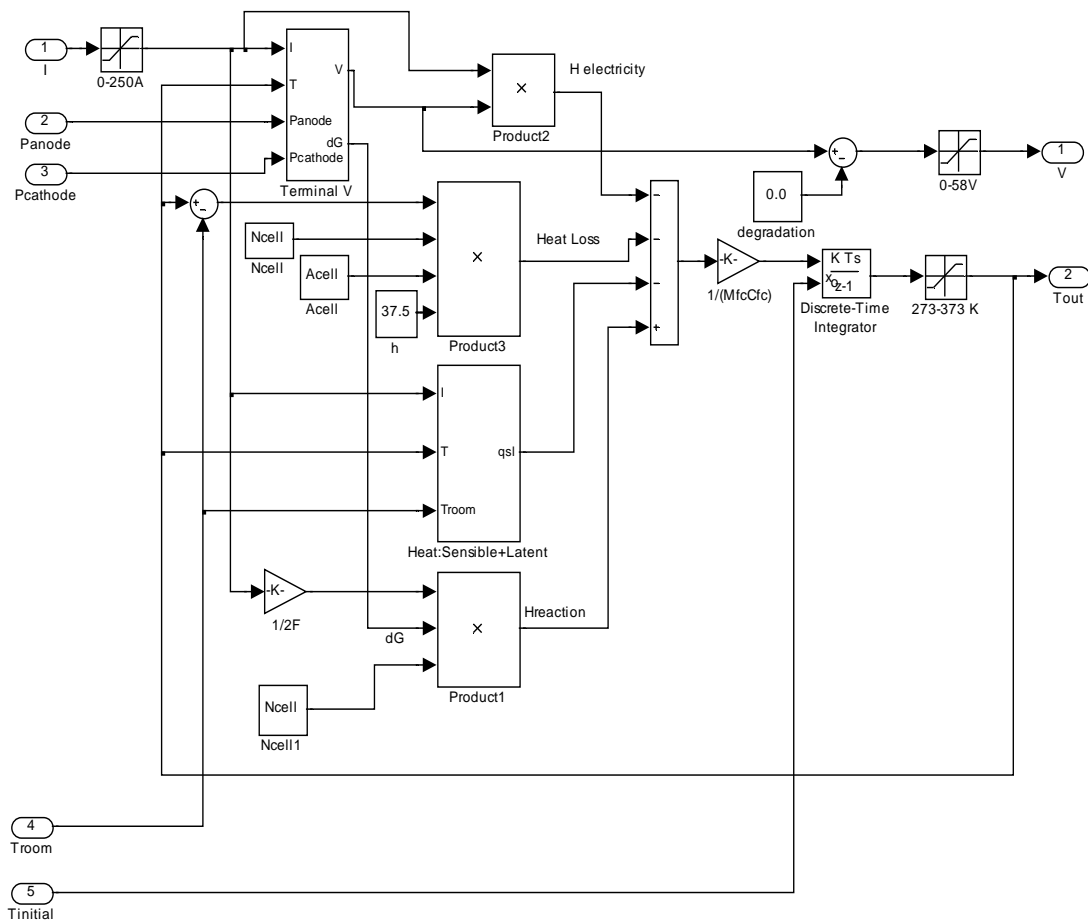 1
I
0-250A
I
V
T
Panode
dG
Pcathode
Terminal V
2
Panode
3
Pcathode
×
Product2
H electricity
+
-
0-58V
1
V
0.0
degradation
+
-
Ncell
Ncell
Acell
Acell
37.5
h
×
Product3
Heat Loss
-
-
-
+
-K-
1/(MfcCfc)
K Ts
xo z-1
Discrete-Time
Integrator
273-373 K
2
Tout
I
T
qsl
Troom
Heat:Sensible+Latent
-K-
1/2F
dG
×
Product1
Hreaction
Ncell
Ncell1
4
Troom
5
Tinitial